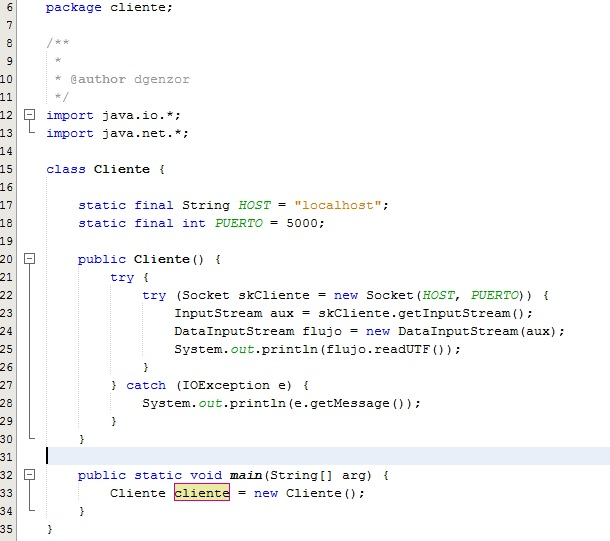 6 package cliente;
7
8 /**
9  *
10  * @author dgenzor
11  */
12 import java.io.*;
13 import java.net.*;
14
15 class Cliente {
16
17     static final String HOST = "localhost";
18     static final int PUERTO = 5000;
19
20     public Cliente() {
21         try {
22             try (Socket skCliente = new Socket(HOST, PUERTO)) {
23                 InputStream aux = skCliente.getInputStream();
24                 DataInputStream flujo = new DataInputStream(aux);
25                 System.out.println(flujo.readUTF());
26             }
27         } catch (IOException e) {
28             System.out.println(e.getMessage());
29         }
30     }
31
32     public static void main(String[] arg) {
33         Cliente cliente = new Cliente();
34     }
35 }